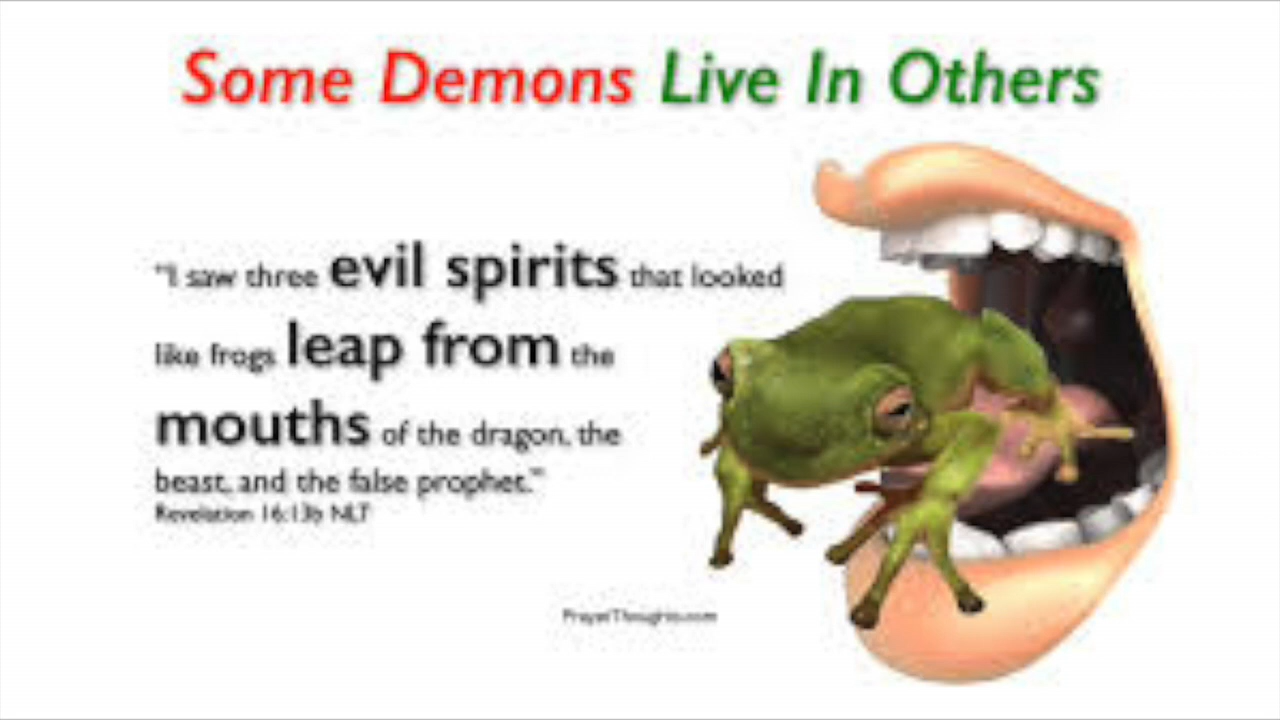 Some Demons Live In Others
"I saw three evil spirits that looked
like frogs leap from the
mouths of the dragon, the
beast, and the false prophet."
Revelation 16:13b NLT
PrayerThoughts.com